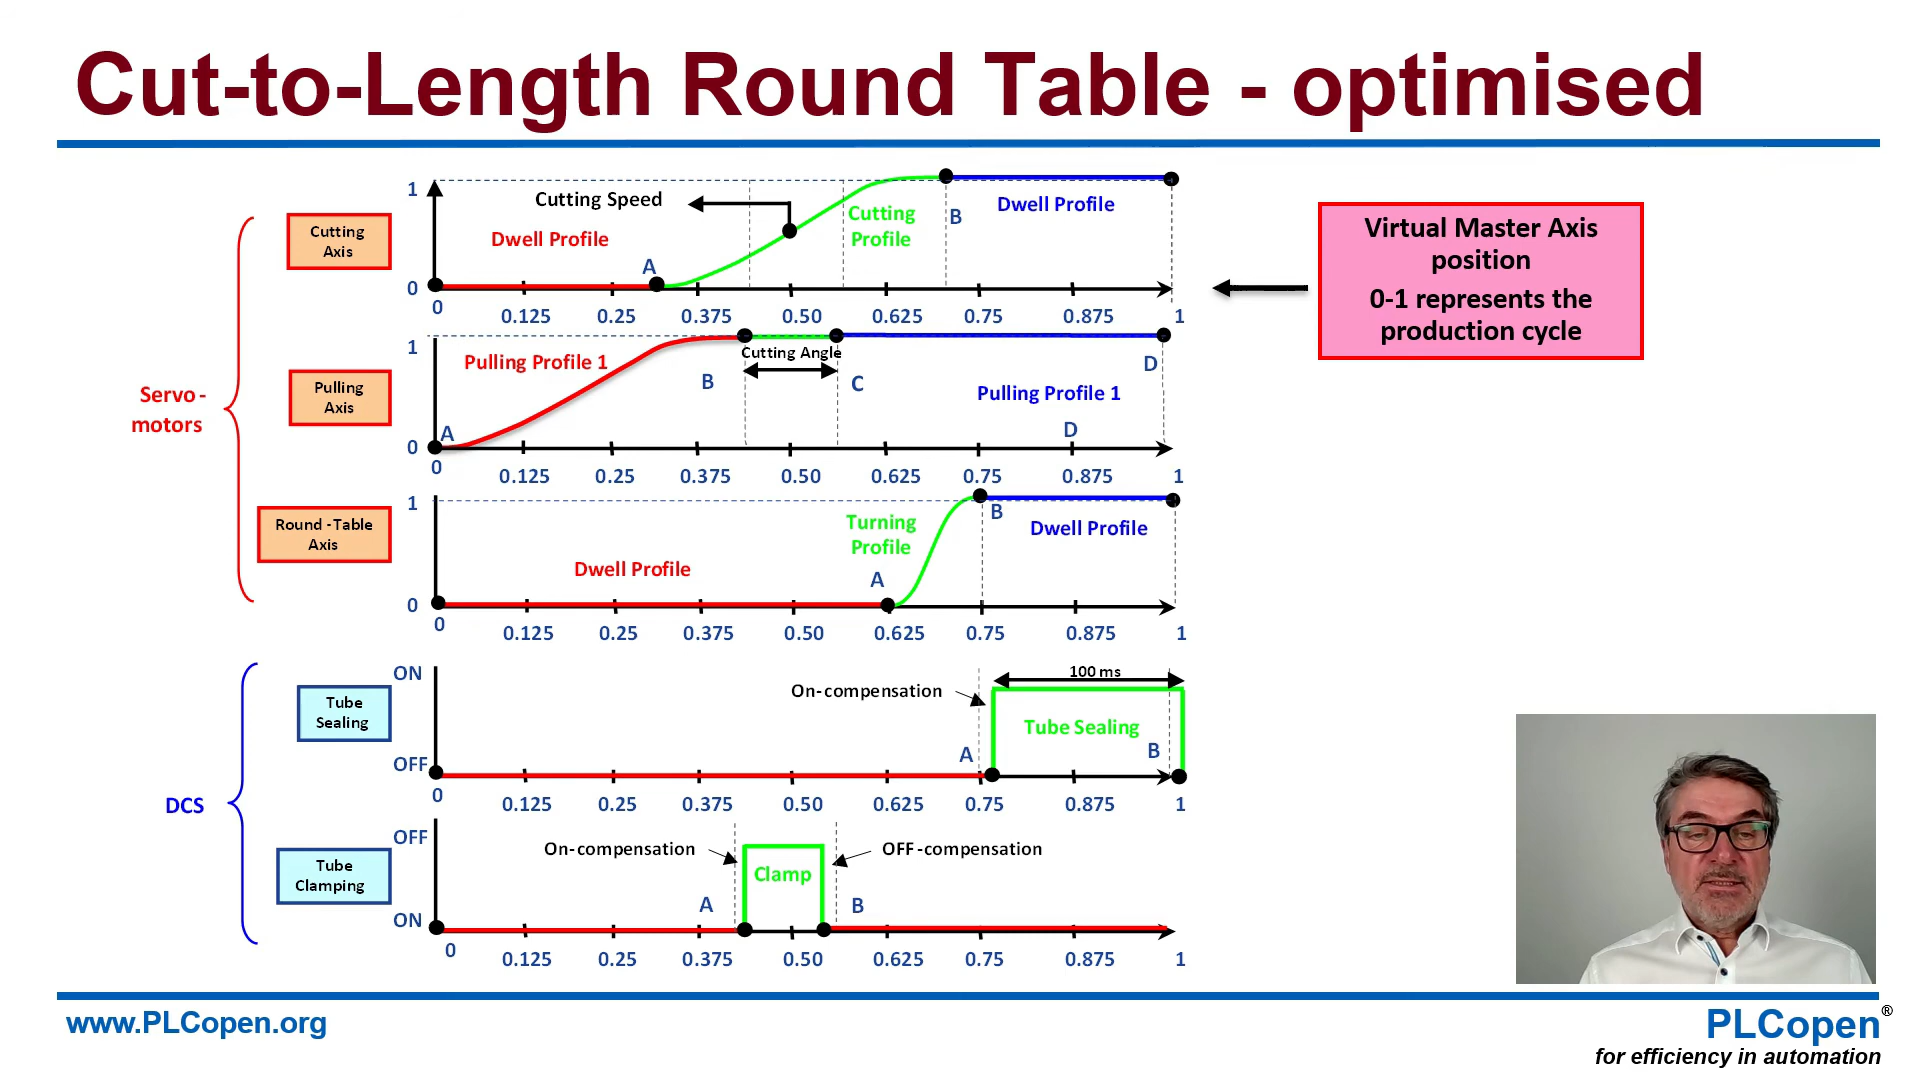 Cut-to-Length Round Table - optimised
Servo-
motors
Cutting
Axis
1
0
Cutting Speed
Dwell Profile
A
Cutting
Profile
B
Dwell Profile
0 0.125 0.25 0.375 0.50 0.625 0.75 0.875 1
Virtual Master Axis
position
0-1 represents the
production cycle
Pulling
Axis
1
0
Pulling Profile 1
Cutting Angle
A
B
C
D
Pulling Profile 1
D
0 0.125 0.25 0.375 0.50 0.625 0.75 0.875 1
Round -Table
Axis
1
0
Dwell Profile
Turning
Profile
A
B
Dwell Profile
0 0.125 0.25 0.375 0.50 0.625 0.75 0.875 1
DCS
Tube
Sealing
ON
OFF
On-compensation
100 ms
Tube Sealing
A
B
0 0.125 0.25 0.375 0.50 0.625 0.75 0.875 1
Tube
Clamping
OFF
ON
On-compensation
Clamp
OFF-compensation
A
B
0 0.125 0.25 0.375 0.50 0.625 0.75 0.875 1
www.PLCopen.org
PLCopen®
for efficiency in automation